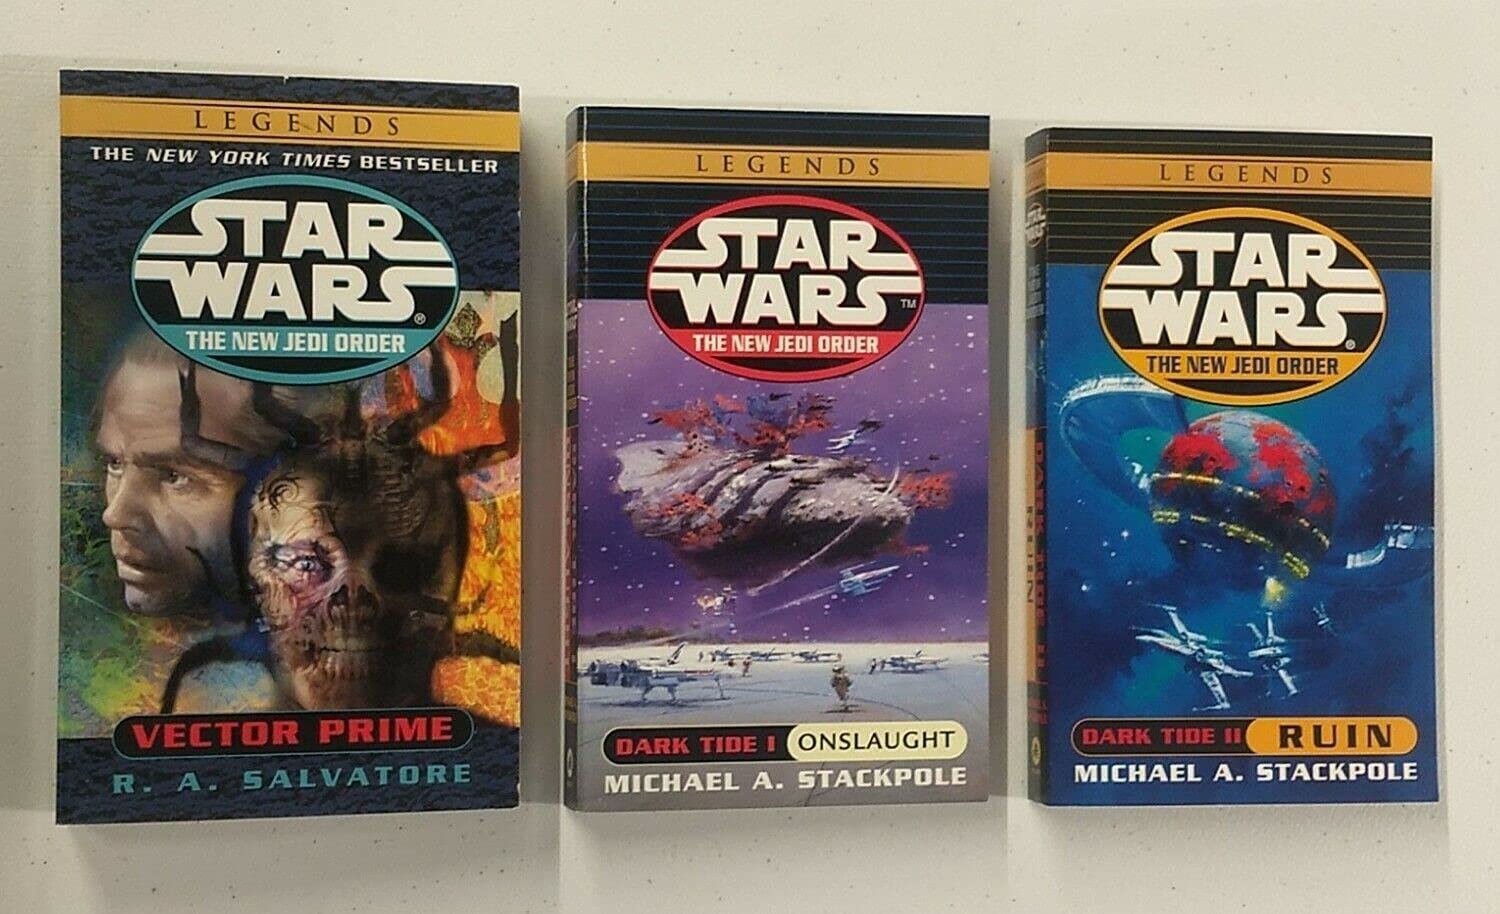 LEGENDS
THE NEW YORK TIMES BESTSELLER
STAR
WARS®
THE NEW JEDI ORDER
VECTOR PRIME
R. A. SALVATORE
LEGENDS
STAR
WARS™
THE NEW JEDI ORDER
DARK TIDE I ONSLAUGHT
MICHAEL A. STACKPOLE
LEGENDS
STAR
WARS®
THE NEW JEDI ORDER
DARK TIDE II RUIN
MICHAEL A. STACKPOLE